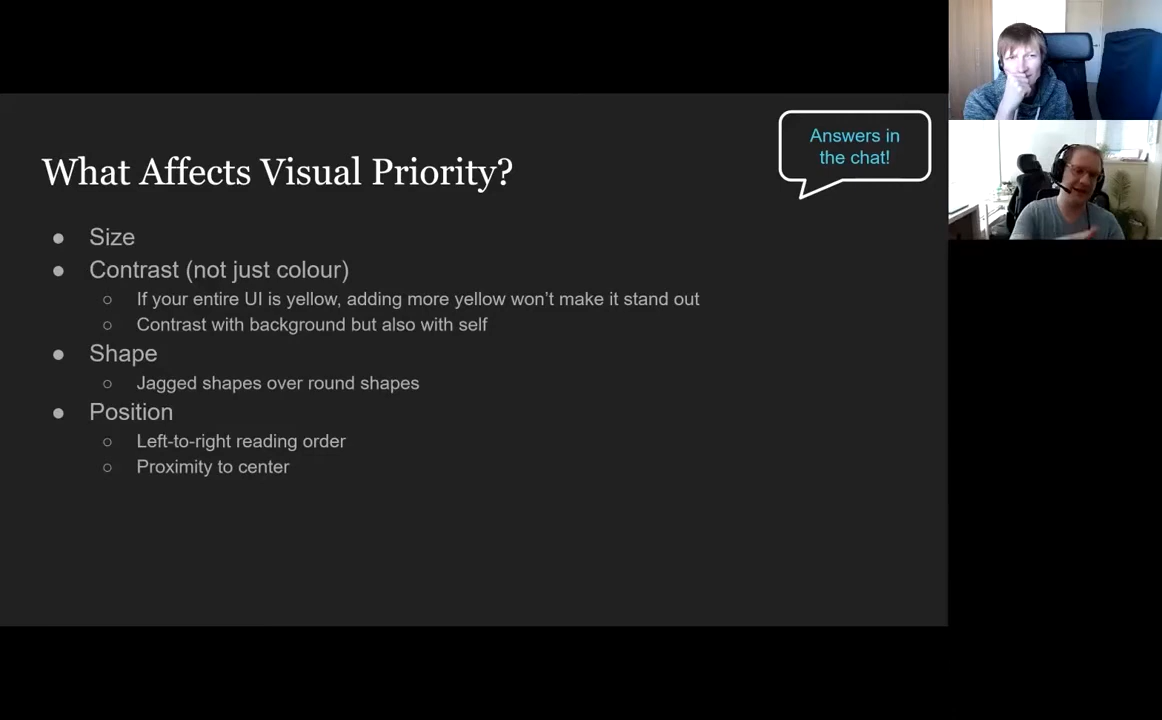 Answers in
the chat!
What Affects Visual Priority?
● Size
● Contrast (not just colour)
○ If your entire UI is yellow, adding more yellow won’t make it stand out
○ Contrast with background but also with self
● Shape
○ Jagged shapes over round shapes
● Position
○ Left-to-right reading order
○ Proximity to center